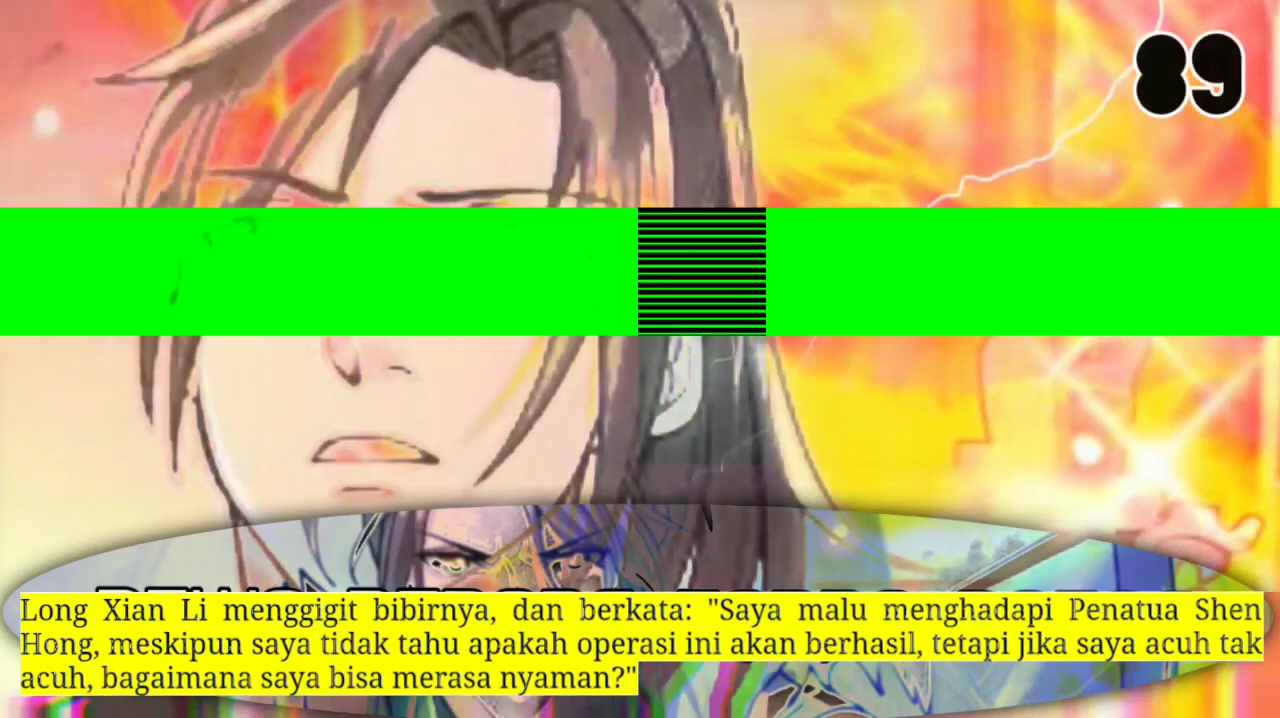 89
Long Xian Li menggigit bibirnya, dan berkata: "Saya malu menghadapi Penatua Shen
Hong, meskipun saya tidak tahu apakah operasi ini akan berhasil, tetapi jika saya acuh tak
acuh, bagaimana saya bisa merasa nyaman?"